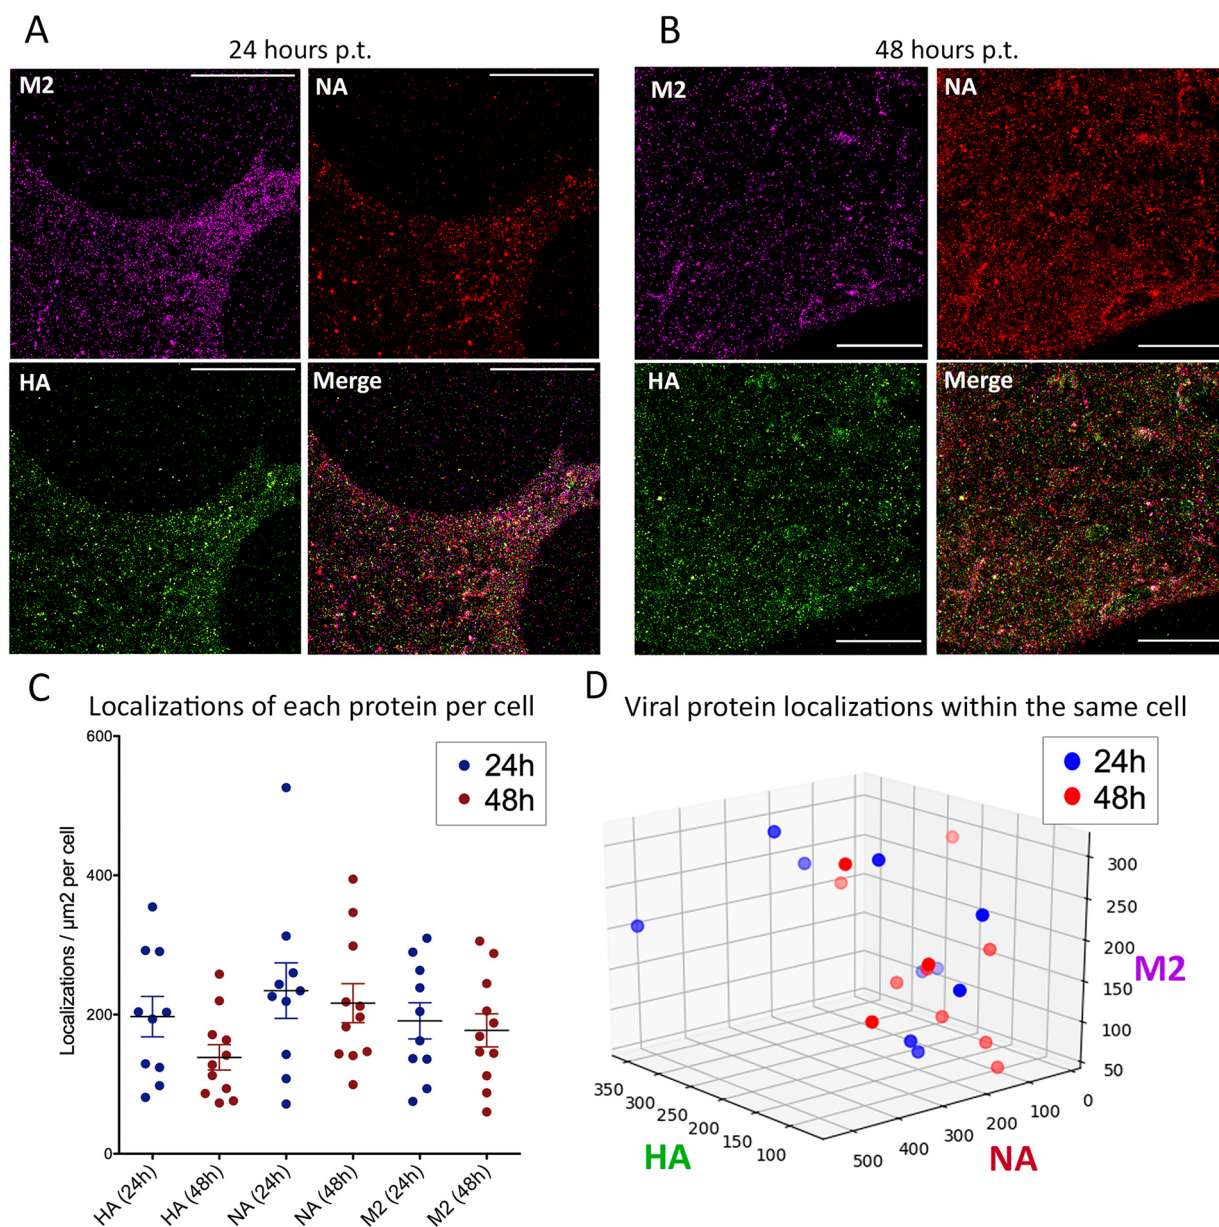 A
24 hours p.t.
M2
NA
HA
Merge
B
48 hours p.t.
M2
NA
HA
Merge
C
Localizations of each protein per cell
24h
48h
Localizations / µm2 per cell
600
400
200
0
HA (24h)
HA (48h)
NA (24h)
NA (48h)
M2 (24h)
M2 (48h)
D
Viral protein localizations within the same cell
24h
48h
300
250
200
150
100
50
M2
350
300
250
200
150
100
HA
500
400
300
200
100
0
NA